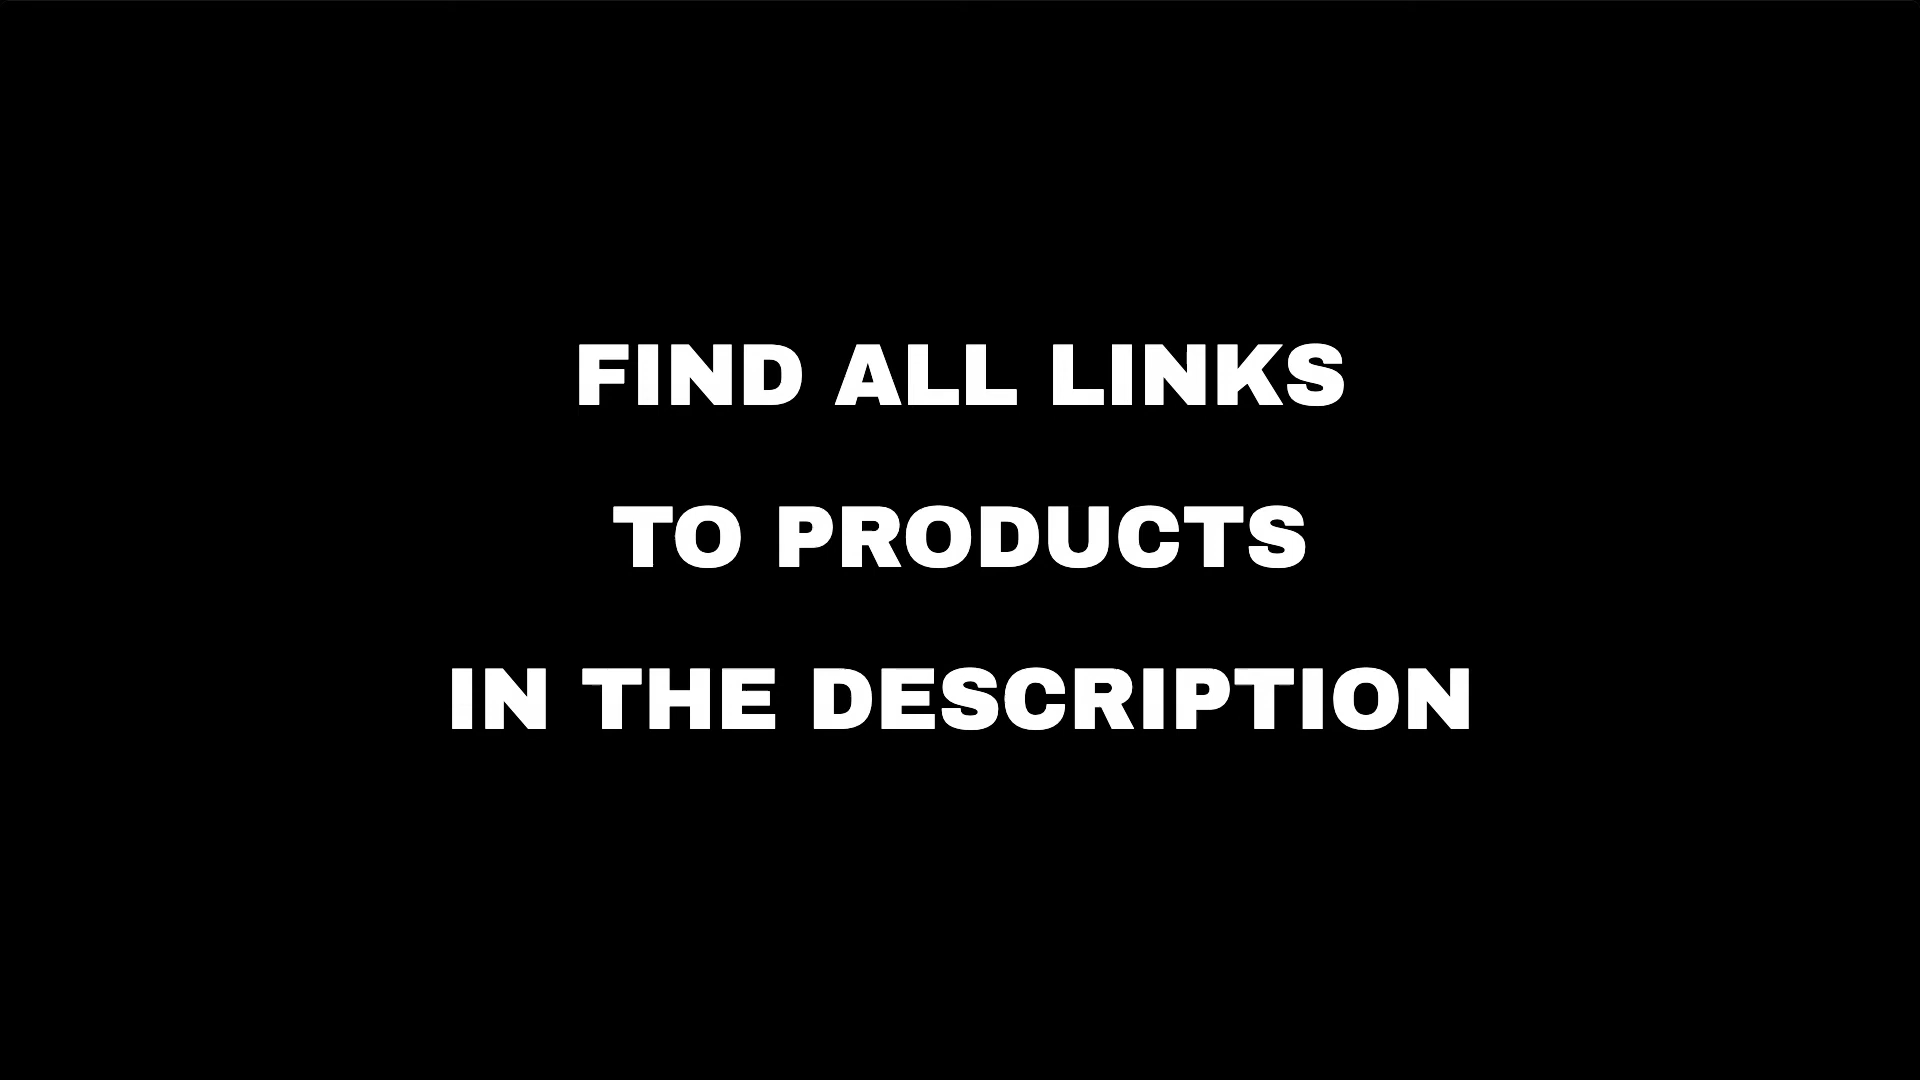 FIND ALL LINKS
TO PRODUCTS
IN THE DESCRIPTION